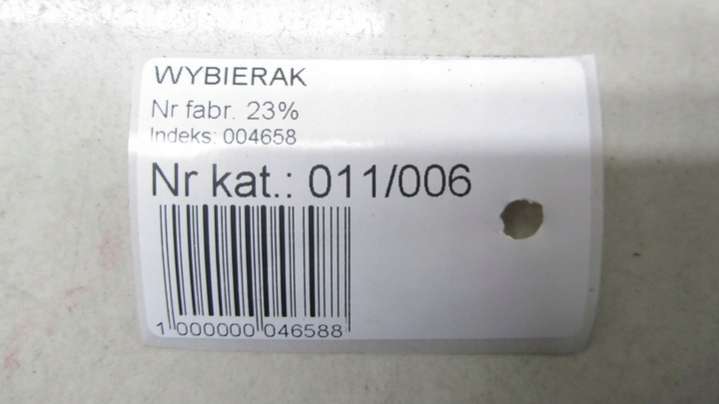 WYBIERAK
Nr fabr. 23%
Indeks: 004658
Nr kat.: 011/006
1 000000 046588